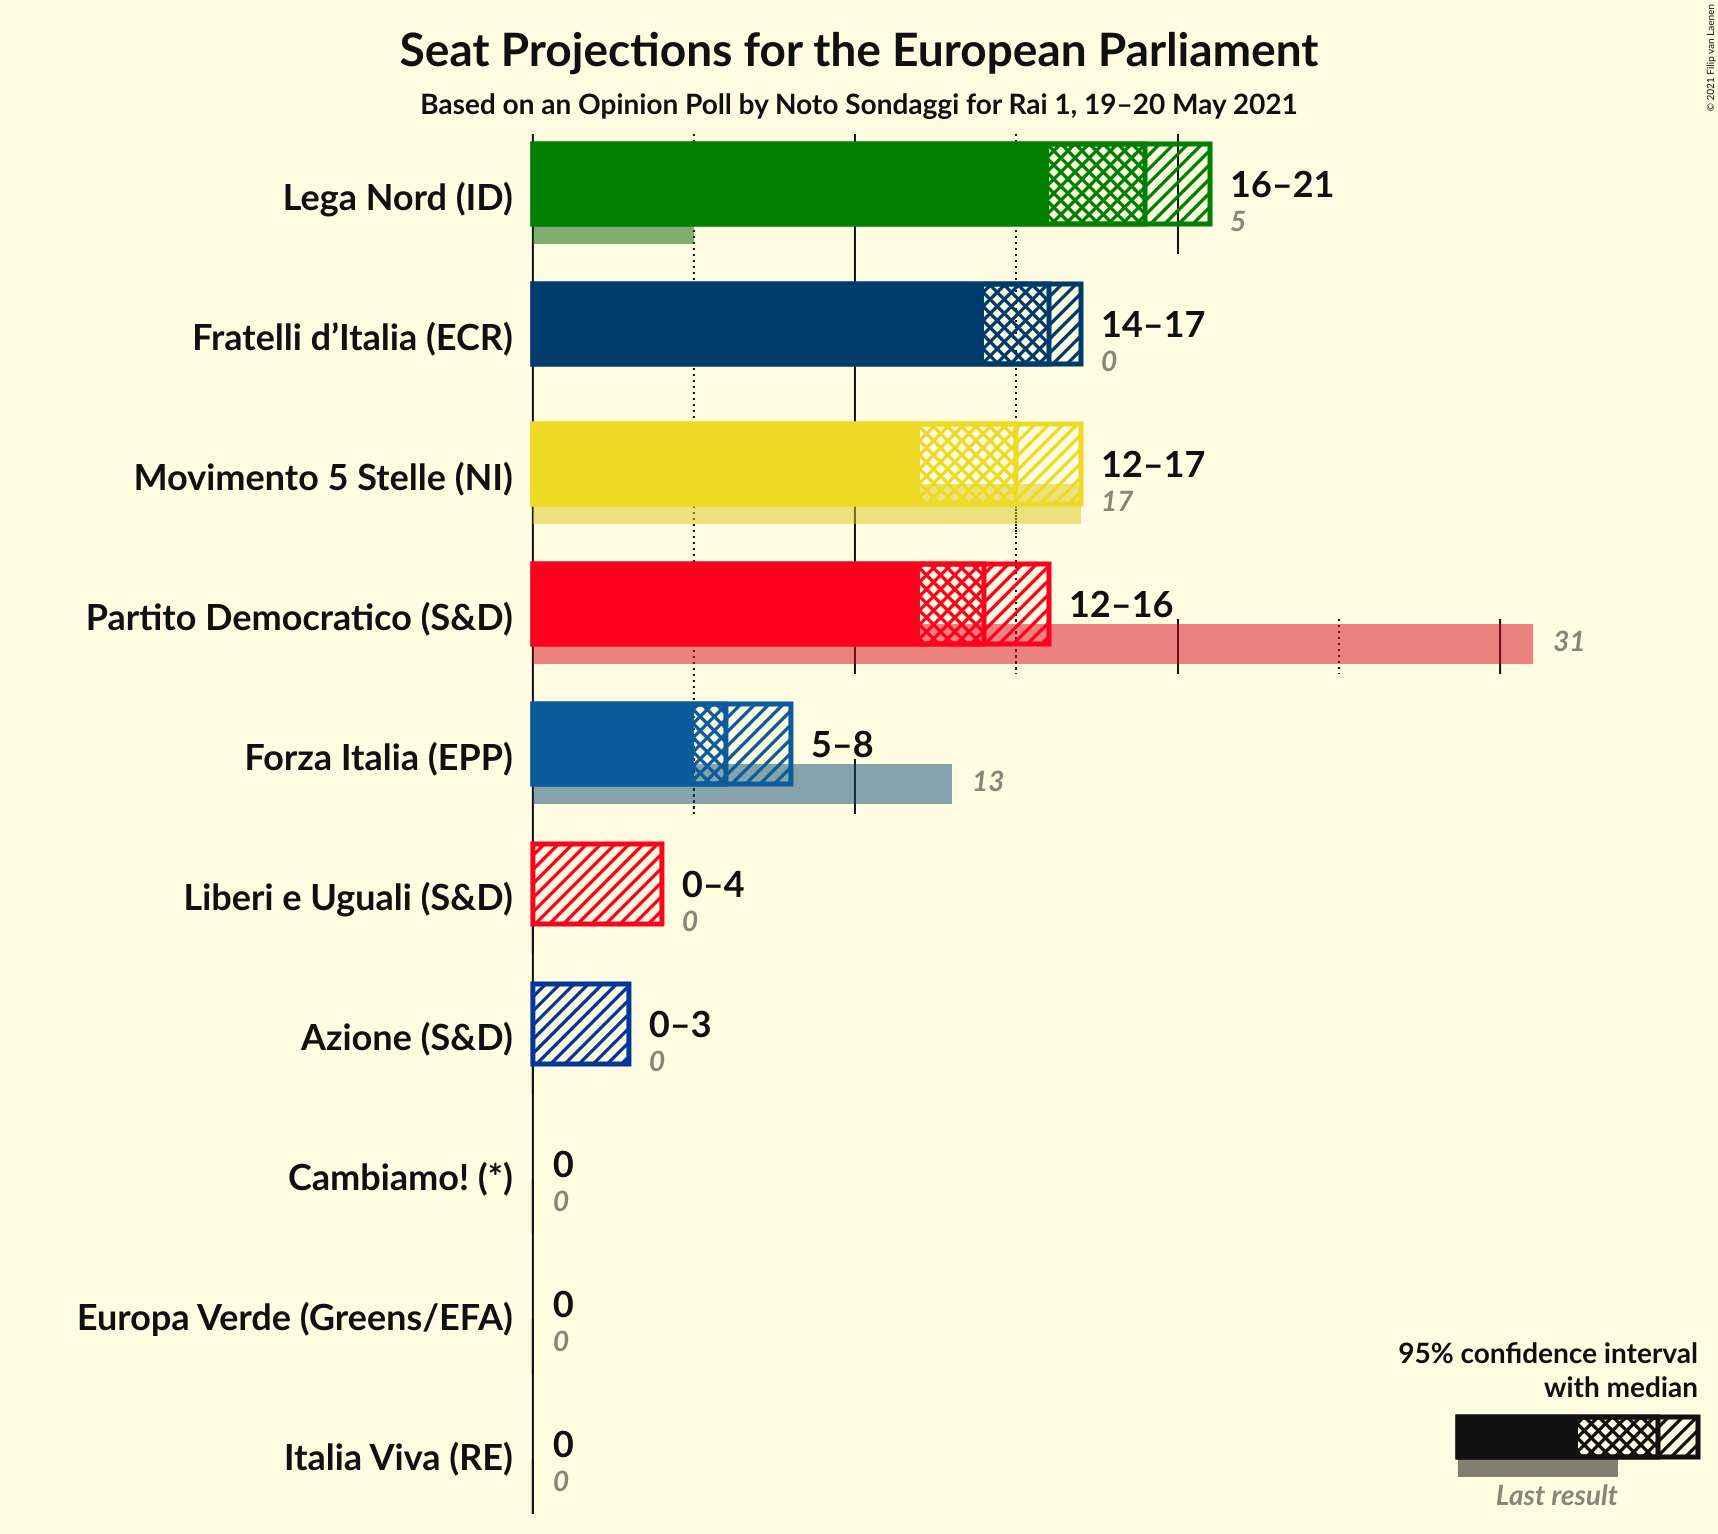 Seat Projections for the European Parliament
Based on an Opinion Poll by Noto Sondaggi for Rai 1, 19–20 May 2021
© 2021 Filip van Laenen
Lega Nord (ID)
16–21
5
Fratelli d’Italia (ECR)
14–17
0
Movimento 5 Stelle (NI)
12–17
17
Partito Democratico (S&D)
12–16
31
Forza Italia (EPP)
5–8
13
Liberi e Uguali (S&D)
0–4
0
Azione (S&D)
0–3
0
Cambiamo! (*)
0
0
Europa Verde (Greens/EFA)
0
0
Italia Viva (RE)
0
0
95% confidence interval
with median
Last result